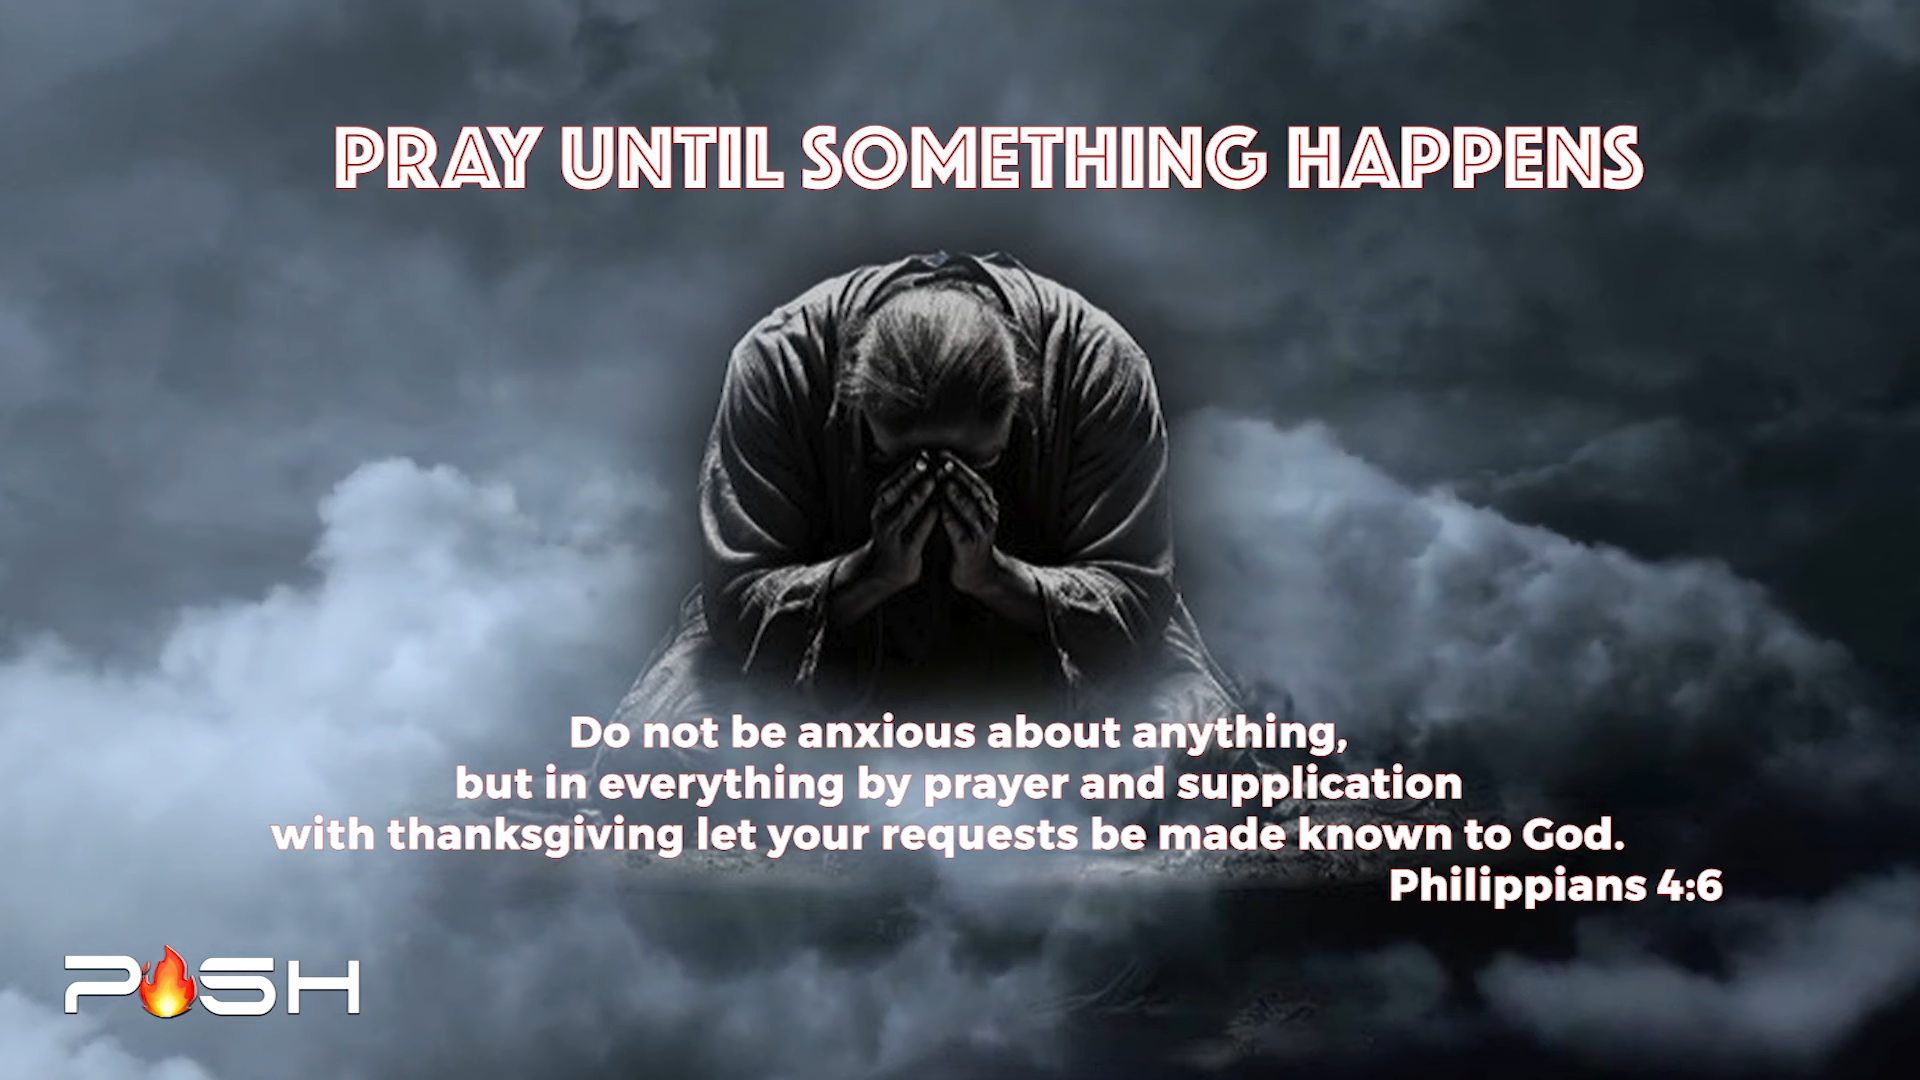 PRAY UNTIL SOMETHING HAPPENS
Do not be anxious about anything,
but in everything by prayer and supplication
with thanksgiving let your requests be made known to God.
Philippians 4:6
P🔥SH